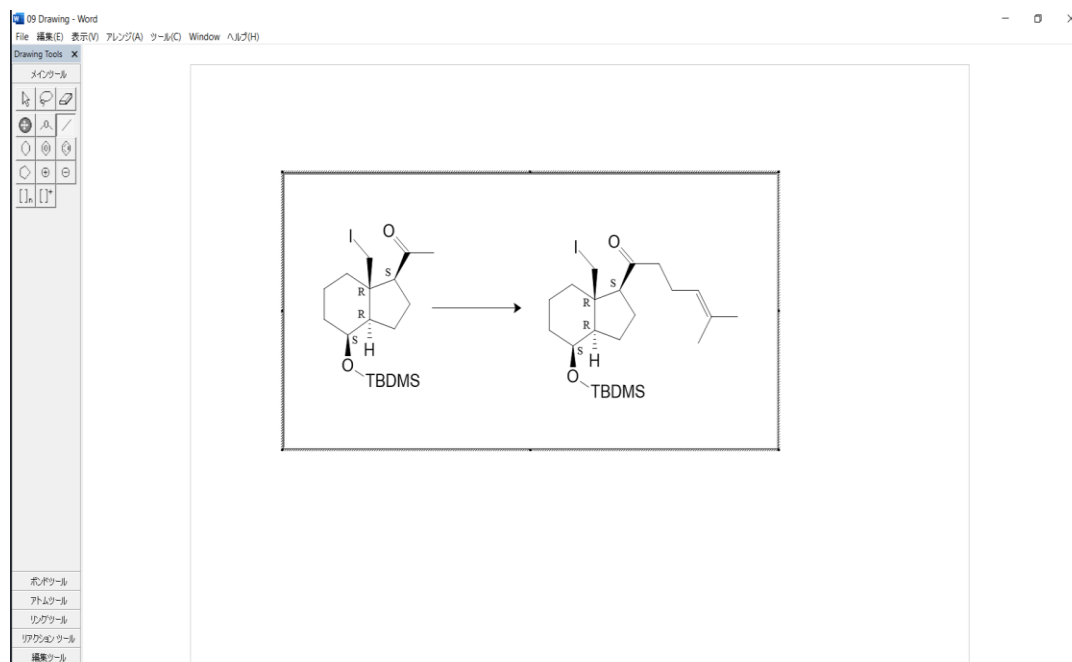 09 Drawing - Word
File 編集(E) 表示(V) アレンジ(A) ツール(C) Window ヘルプ(H)
Drawing Tools
メインツール
[ ]n [ ]+
I O
S
R
R
S
H
O
TBDMS
I O
S
R
R
S
H
O
TBDMS
ボンドツール
アトムツール
リングツール
リアクション ツール
編集ツール